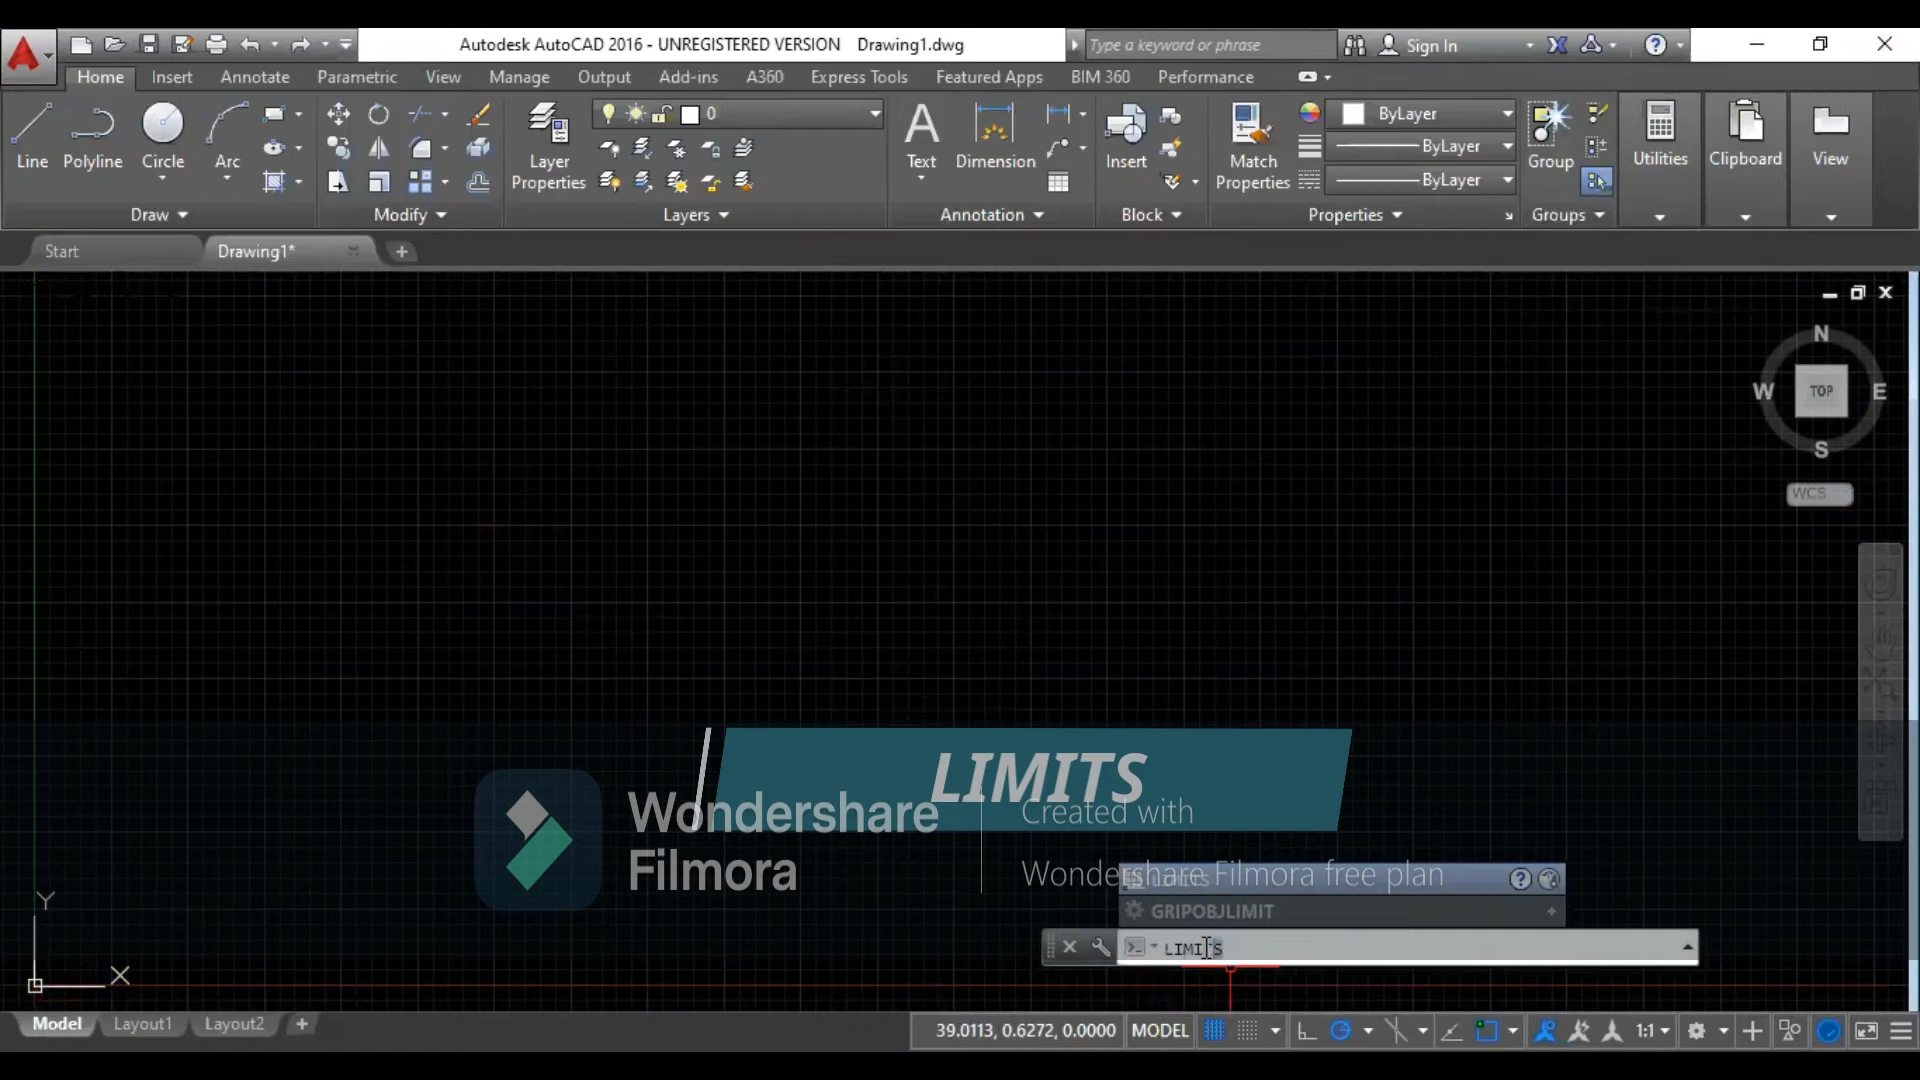 Autodesk AutoCAD 2016 - UNREGISTERED VERSION Drawing1.dwg
Type a keyword or phrase
Sign In
Home Insert Annotate Parametric View Manage Output Add-ins A360 Express Tools Featured Apps BIM 360 Performance
0
ByLayer
ByLayer
ByLayer
Line Polyline Circle Arc
Layer Properties
Text Dimension
Insert
Match Properties
Group
Utilities Clipboard View
Draw Modify Layers Annotation Block Properties Groups
Start Drawing1*
N
W TOP E
S
WCS
LIMITS
Wondershare
Filmora
Created with
Wondershare Filmora free plan
LIMITS
GRIPOBJLIMIT
LIMITS
Y
X
Model Layout1 Layout2
39.0113, 0.6272, 0.0000 MODEL 1:1